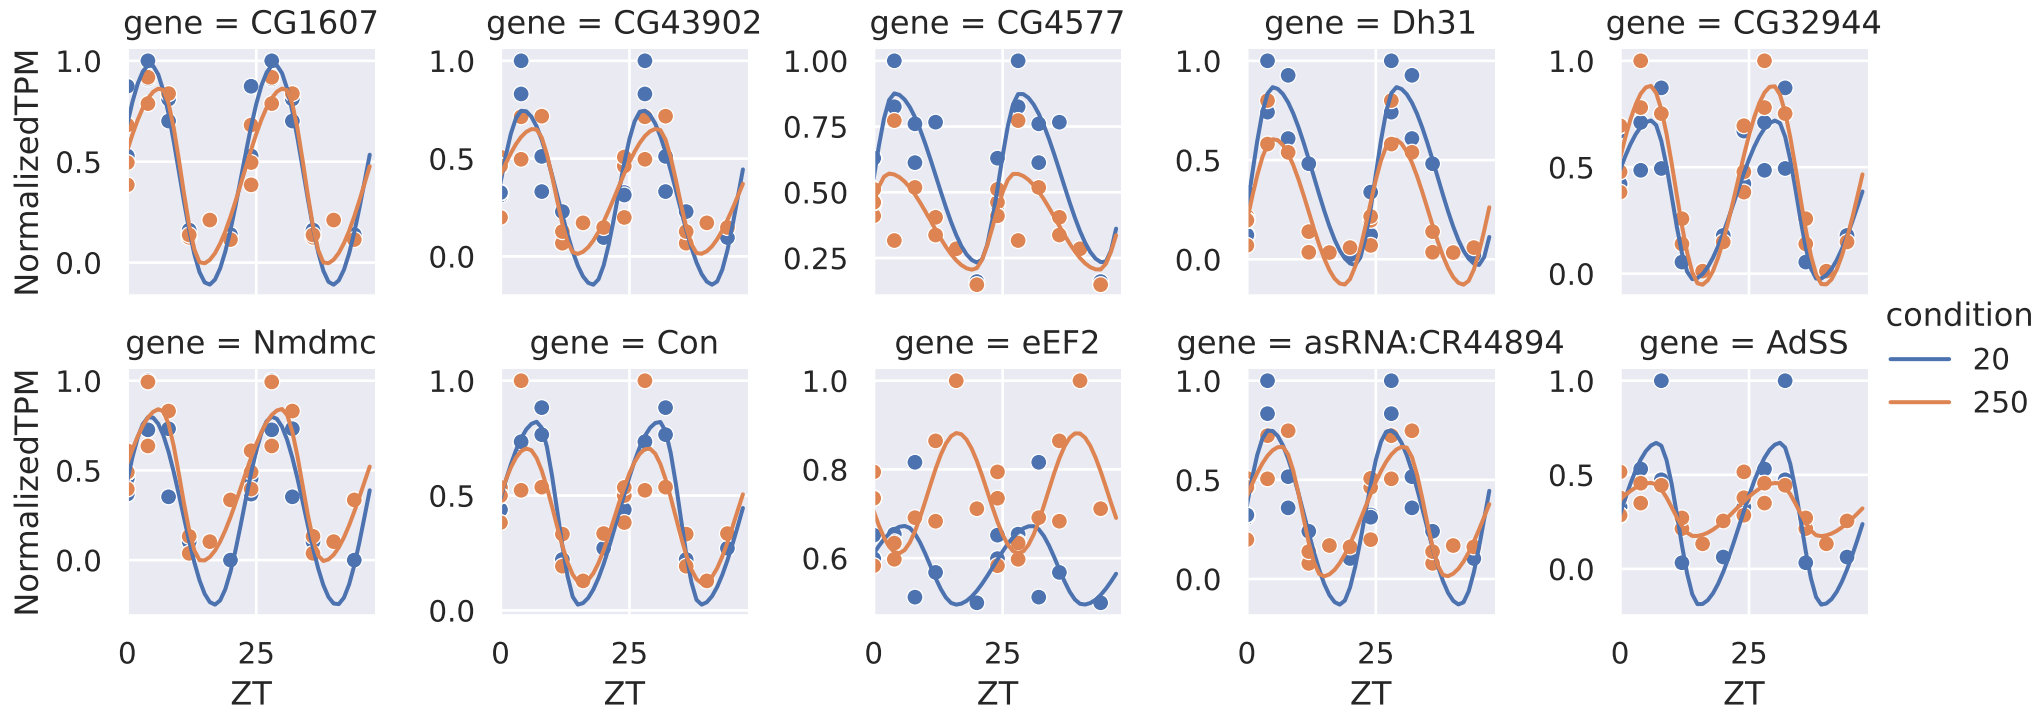 gene = CG1607
gene = CG43902
gene = CG4577
gene = Dh31
gene = CG32944
NormalizedTPM
1.0
0.5
0.0
1.0
0.5
0.0
1.00
0.75
0.50
0.25
1.0
0.5
0.0
1.0
0.5
0.0
condition
20
250
gene = Nmdmc
gene = Con
gene = eEF2
gene = asRNA:CR44894
gene = AdSS
NormalizedTPM
1.0
0.5
0.0
1.0
0.5
0.0
1.0
0.8
0.6
1.0
0.5
0.0
1.0
0.5
0.0
0 25
0 25
0 25
0 25
0 25
ZT
ZT
ZT
ZT
ZT